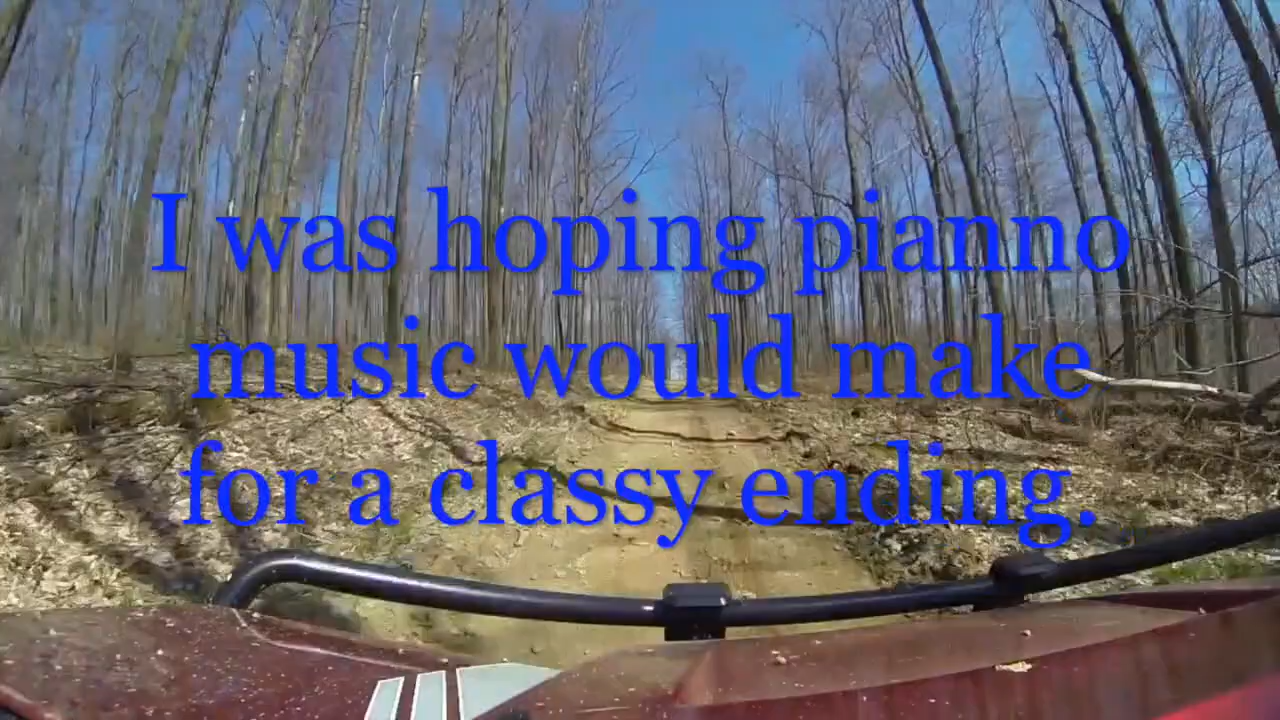 I was hoping pianno
music would make
for a classy ending.